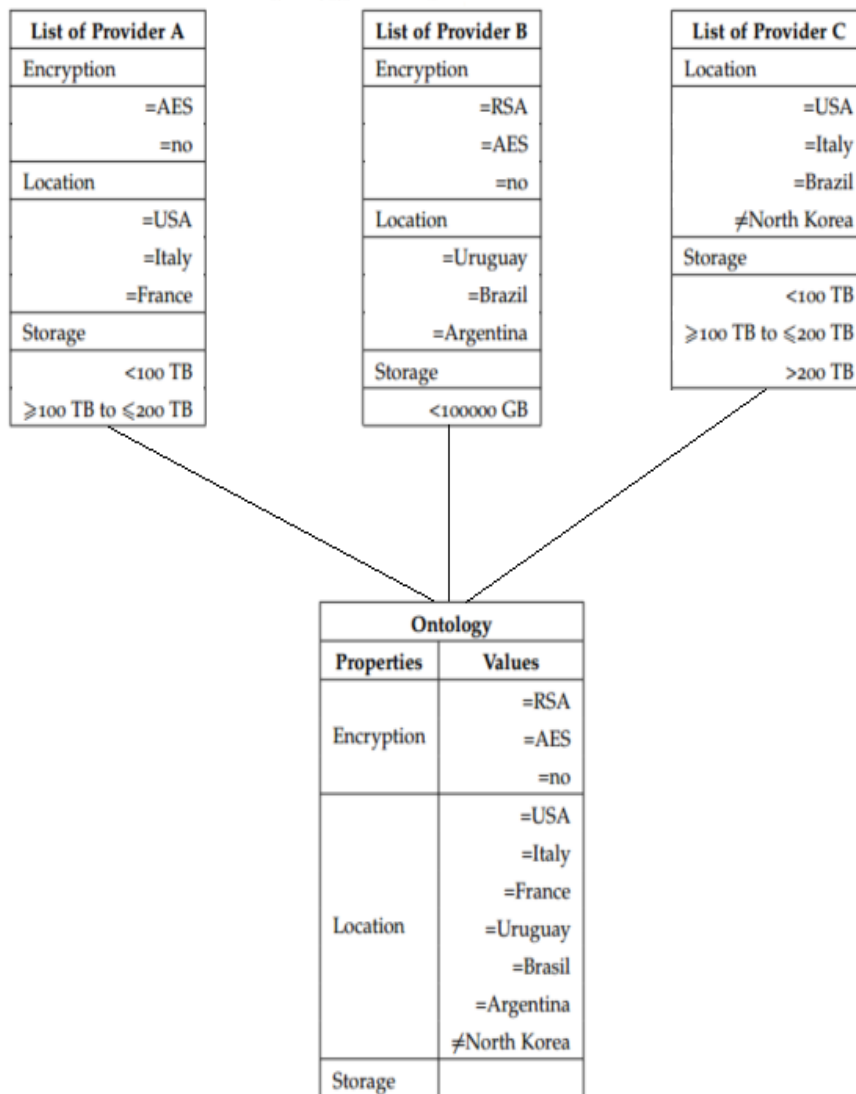 List of Provider A
Encryption
=AES
=no
Location
=USA
=Italy
=France
Storage
<100 TB
⩾100 TB to ⩽200 TB
List of Provider B
Encryption
=RSA
=AES
=no
Location
=Uruguay
=Brazil
=Argentina
Storage
<100000 GB
List of Provider C
Location
=USA
=Italy
=Brazil
≠North Korea
Storage
<100 TB
⩾100 TB to ⩽200 TB
>200 TB
Ontology
Properties Values
Encryption
=RSA
=AES
=no
Location
=USA
=Italy
=France
=Uruguay
=Brasil
=Argentina
≠North Korea
Storage